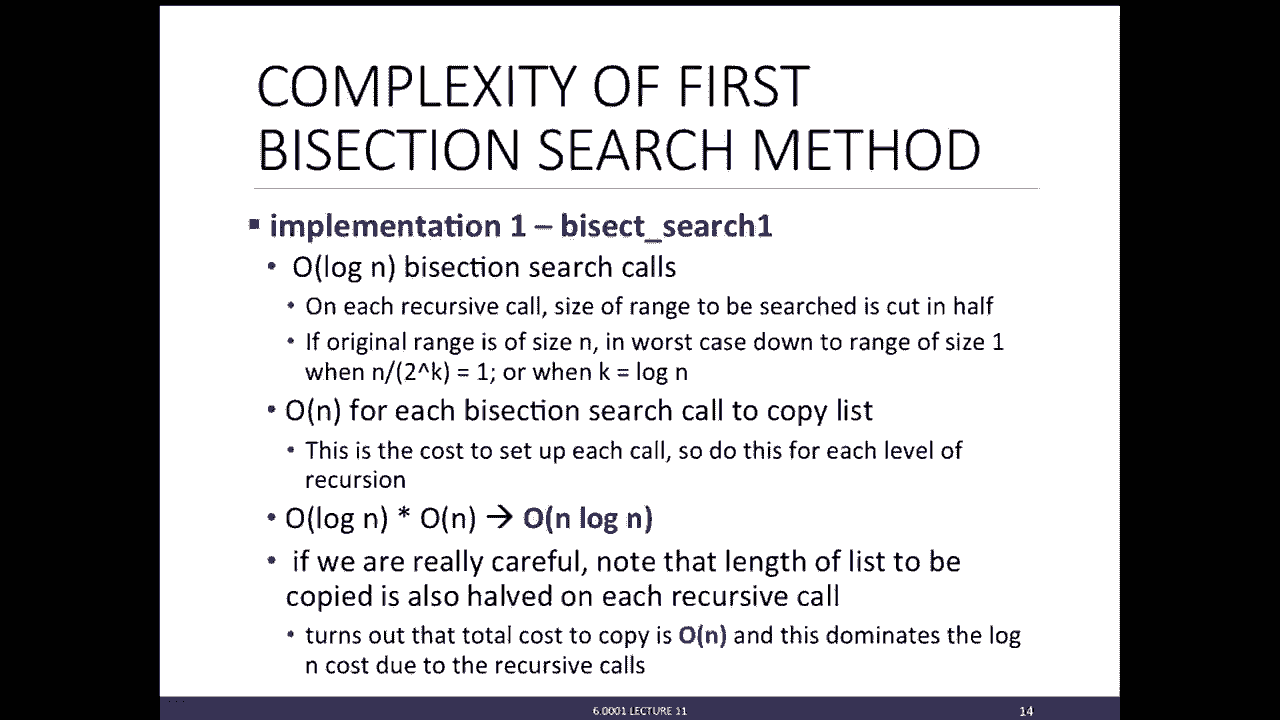 COMPLEXITY OF FIRST
BISECTION SEARCH METHOD
▪ implementation 1 – bisect_search1
• O(log n) bisection search calls
• On each recursive call, size of range to be searched is cut in half
• If original range is of size n, in worst case down to range of size 1
when n/(2^k) = 1; or when k = log n
• O(n) for each bisection search call to copy list
• This is the cost to set up each call, so do this for each level of
recursion
• O(log n) * O(n) → O(n log n)
• if we are really careful, note that length of list to be
copied is also halved on each recursive call
• turns out that total cost to copy is O(n) and this dominates the log
n cost due to the recursive calls
6.0001 LECTURE 11
14